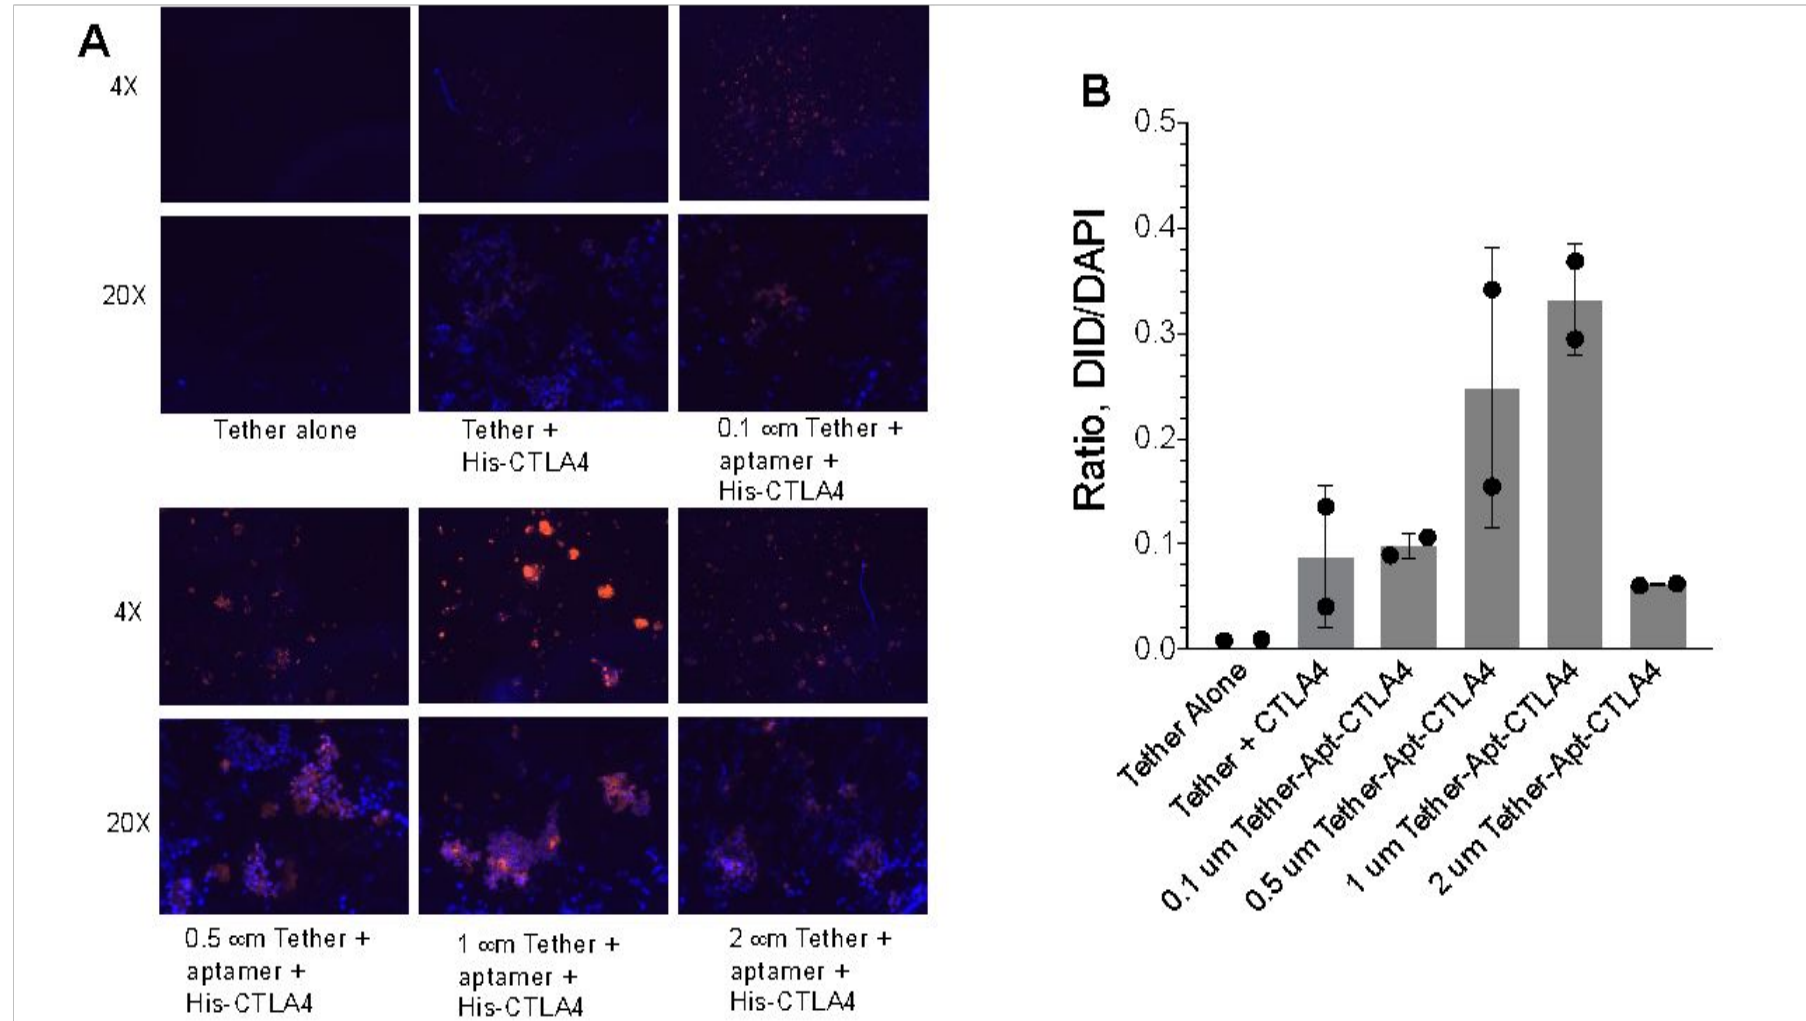 A
4X
20X
Tether alone
Tether +
His-CTLA4
0.1 ∞m Tether +
aptamer +
His-CTLA4
4X
20X
0.5 ∞m Tether +
aptamer +
His-CTLA4
1 ∞m Tether +
aptamer +
His-CTLA4
2 ∞m Tether +
aptamer +
His-CTLA4
B
Ratio, DID/DAPI
0.5
0.4
0.3
0.2
0.1
0.0
Tether Alone
Tether + CTLA4
0.1 um Tether-Apt-CTLA4
0.5 um Tether-Apt-CTLA4
1 um Tether-Apt-CTLA4
2 um Tether-Apt-CTLA4